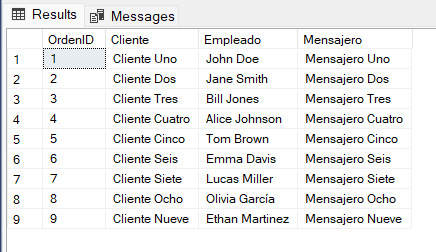 Results Messages
OrdenID Cliente Empleado Mensajero
1 1 Cliente Uno John Doe Mensajero Uno
2 2 Cliente Dos Jane Smith Mensajero Dos
3 3 Cliente Tres Bill Jones Mensajero Tres
4 4 Cliente Cuatro Alice Johnson Mensajero Cuatro
5 5 Cliente Cinco Tom Brown Mensajero Cinco
6 6 Cliente Seis Emma Davis Mensajero Seis
7 7 Cliente Siete Lucas Miller Mensajero Siete
8 8 Cliente Ocho Olivia García Mensajero Ocho
9 9 Cliente Nueve Ethan Martinez Mensajero Nueve